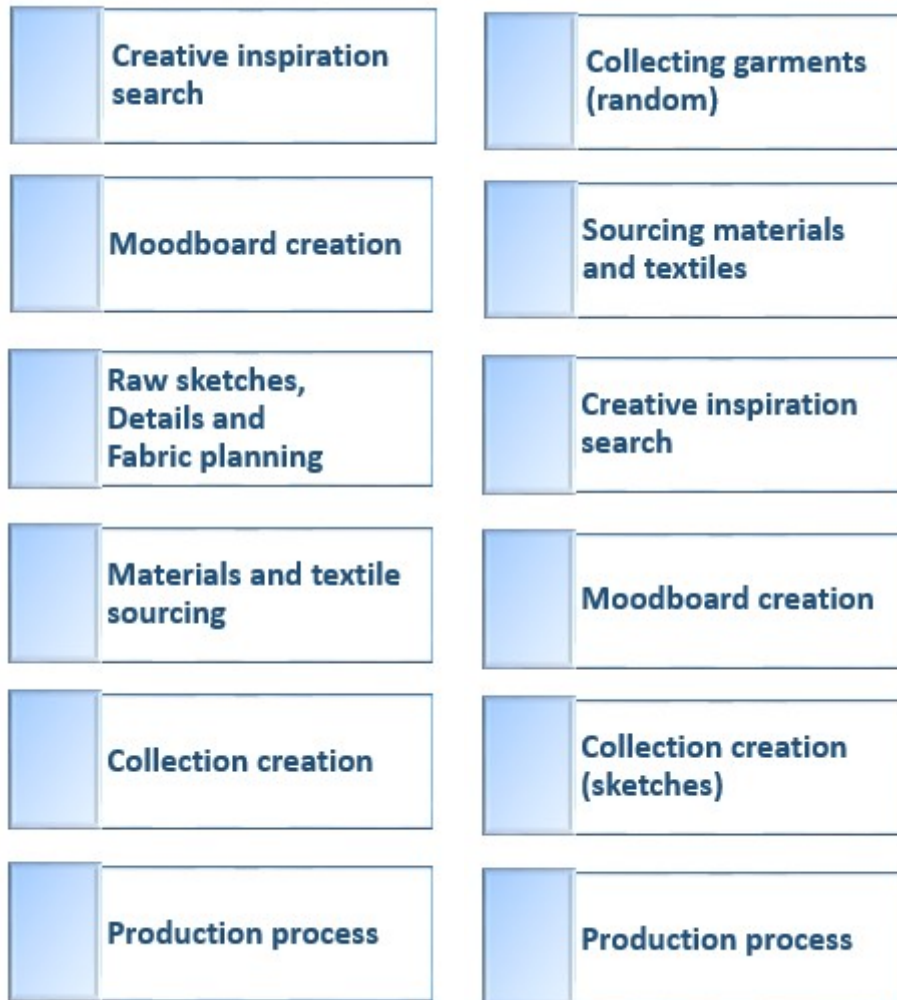 Creative inspiration
search
Moodboard creation
Raw sketches,
Details and
Fabric planning
Materials and textile
sourcing
Collection creation
Production process
Collecting garments
(random)
Sourcing materials
and textiles
Creative inspiration
search
Moodboard creation
Collection creation
(sketches)
Production process